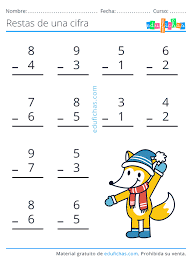 Nombre: Fecha: Curso:
Restas de una cifra
edufichas
8 9 5 6
- 4 - 3 - 1 - 2
7 8 3 4
- 6 - 5 - 1 - 2
9 7
- 7 - 3
8 9
- 6 - 5
edufichas.com
Material gratuito de edufichas.com. Prohibida su venta.